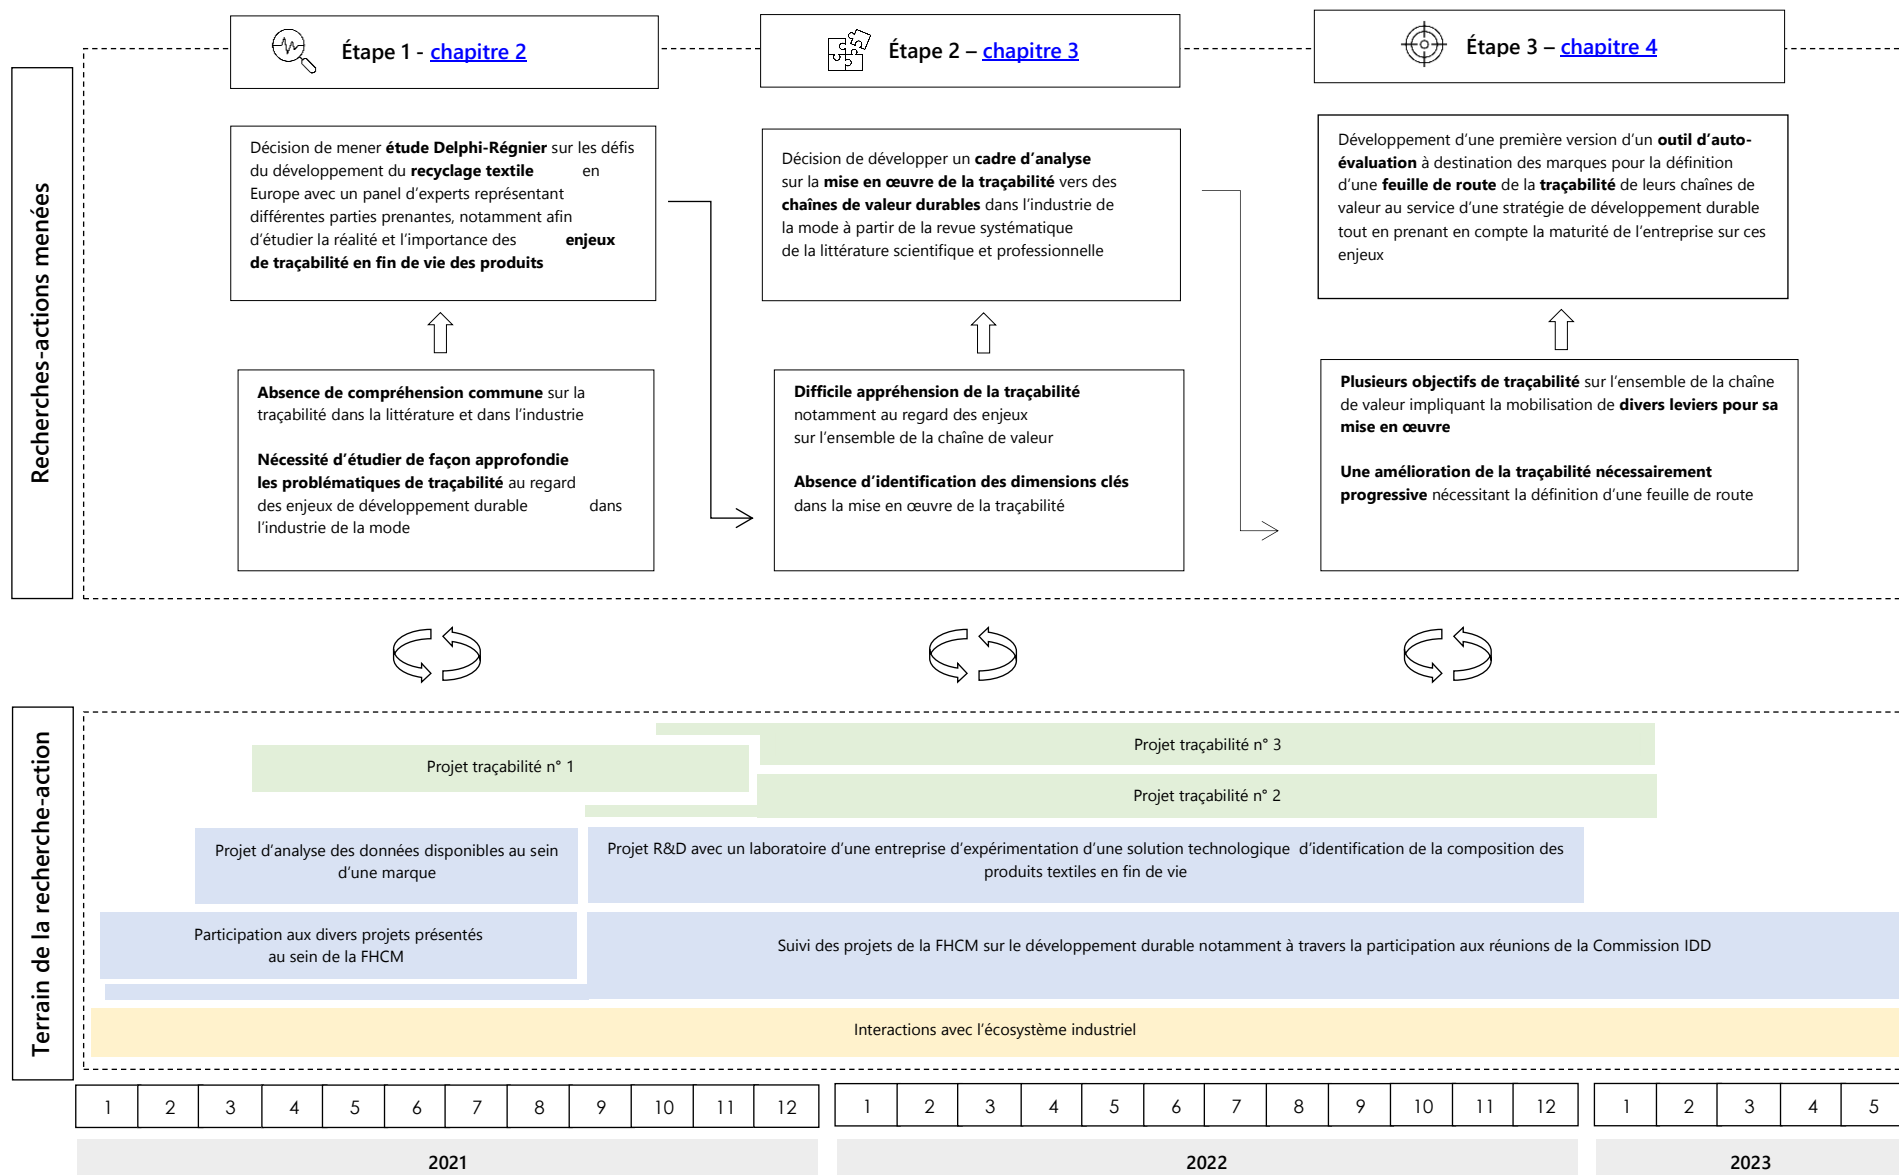 Recherches-actions menées
Étape 1 - chapitre 2
Étape 2 – chapitre 3
Étape 3 – chapitre 4
Décision de mener étude Delphi-Régnier sur les défis
du développement du recyclage textile en
Europe avec un panel d'experts représentant
différentes parties prenantes, notamment afin
d'étudier la réalité et l'importance des enjeux
de traçabilité en fin de vie des produits
Décision de développer un cadre d'analyse
sur la mise en œuvre de la traçabilité vers des
chaînes de valeur durables dans l'industrie de
la mode à partir de la revue systématique
de la littérature scientifique et professionnelle
Développement d'une première version d'un outil d'auto-
évaluation à destination des marques pour la définition
d'une feuille de route de la traçabilité de leurs chaînes de
valeur au service d'une stratégie de développement durable
tout en prenant en compte la maturité de l'entreprise sur ces
enjeux
Absence de compréhension commune sur la
traçabilité dans la littérature et dans l'industrie
Nécessité d'étudier de façon approfondie
les problématiques de traçabilité au regard
des enjeux de développement durable dans
l'industrie de la mode
Difficile appréhension de la traçabilité
notamment au regard des enjeux
sur l'ensemble de la chaîne de valeur
Absence d'identification des dimensions clés
dans la mise en œuvre de la traçabilité
Plusieurs objectifs de traçabilité sur l'ensemble de la chaîne
de valeur impliquant la mobilisation de divers leviers pour sa
mise en œuvre
Une amélioration de la traçabilité nécessairement
progressive nécessitant la définition d'une feuille de route
Terrain de la recherche-action
Projet traçabilité n° 3
Projet traçabilité n° 1
Projet traçabilité n° 2
Projet d'analyse des données disponibles au sein
d'une marque
Projet R&D avec un laboratoire d'une entreprise d'expérimentation d'une solution technologique d'identification de la composition des
produits textiles en fin de vie
Participation aux divers projets présentés
au sein de la FHCM
Suivi des projets de la FHCM sur le développement durable notamment à travers la participation aux réunions de la Commission IDD
Interactions avec l'écosystème industriel
1 2 3 4 5 6 7 8 9 10 11 12 1 2 3 4 5 6 7 8 9 10 11 12 1 2 3 4 5
2021 2022 2023